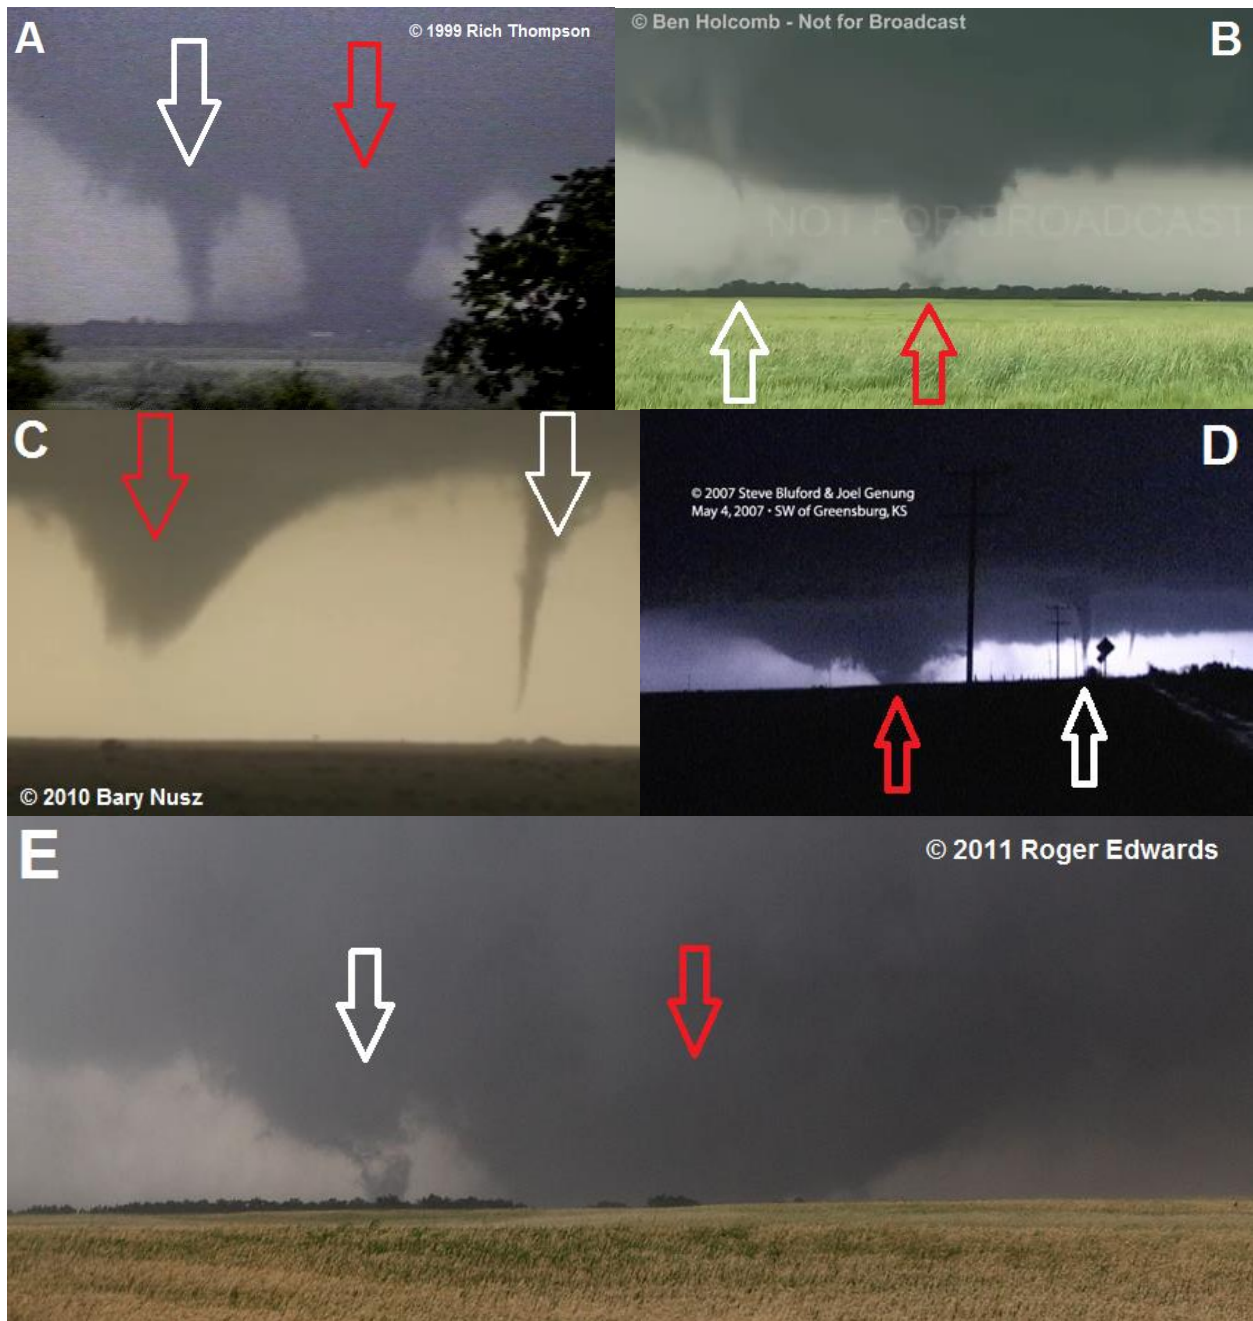 A
© 1999 Rich Thompson
© Ben Holcomb - Not for Broadcast
B
NOT FOR BROADCAST
C
© 2010 Bary Nusz
D
© 2007 Steve Bluford & Joel Genung
May 4, 2007 • SW of Greensburg, KS
E
© 2011 Roger Edwards